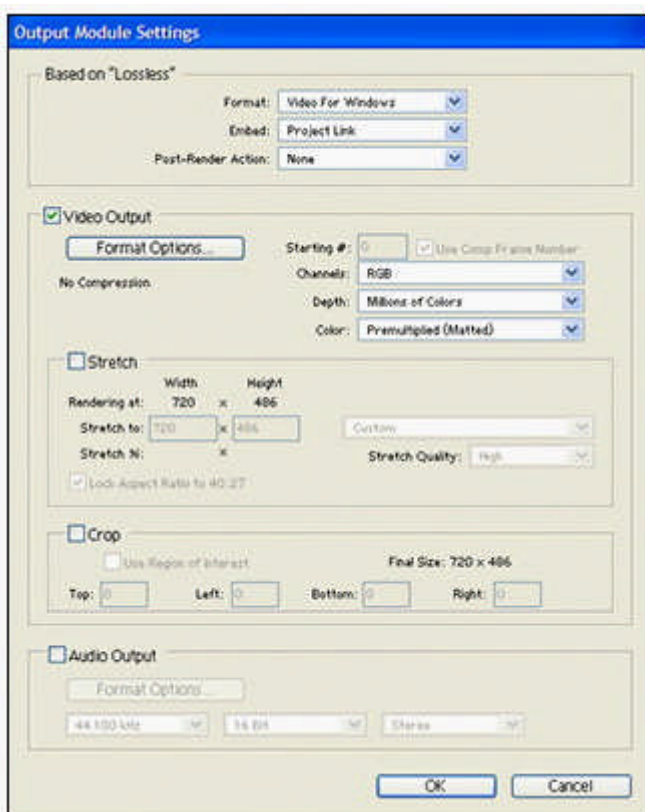 Output Module Settings
Based on "Lossless"
Format: Video For Windows
Embed: Project Link
Post-Render Action: None
Video Output
Format Options...
Starting #: 0 Use Comp Frame Number
No Compression
Channels: RGB
Depth: Millions of Colors
Color: Premultiplied (Matted)
Stretch
Width Height
Rendering at: 720 x 486
Stretch to: 720 x 486 Custom
Stretch %: x Stretch Quality: High
Lock Aspect Ratio to 40:27
Crop
Use Region of Interest Final Size: 720 x 486
Top: 0 Left: 0 Bottom: 0 Right: 0
Audio Output
Format Options...
44.100 kHz 16 Bit Stereo
OK Cancel